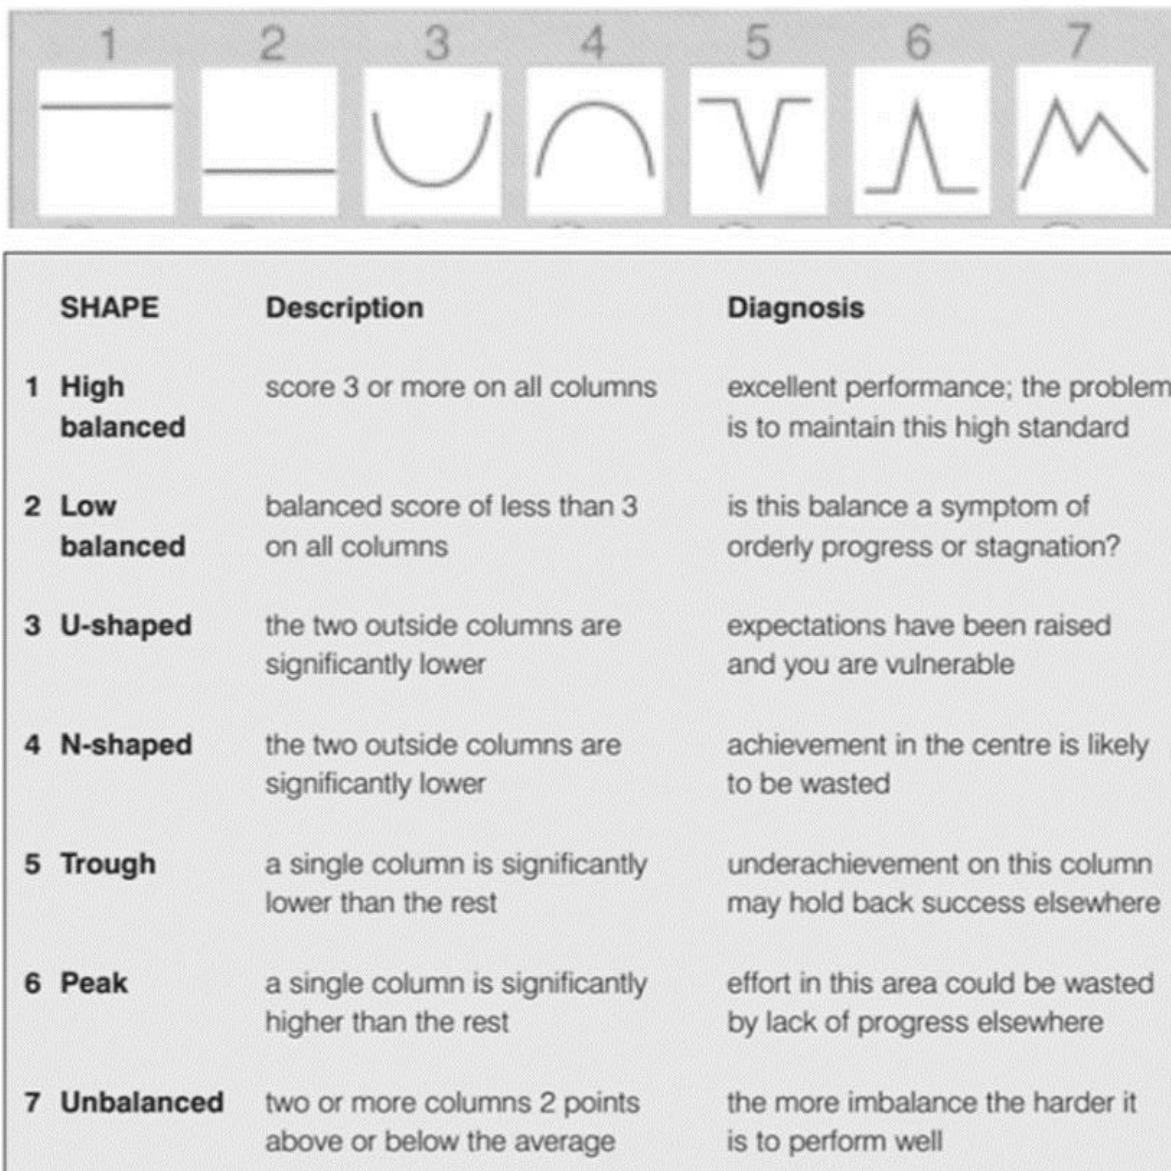 1 2 3 4 5 6 7
SHAPE Description Diagnosis
1 High score 3 or more on all columns excellent performance; the problem
balanced is to maintain this high standard
2 Low balanced score of less than 3 is this balance a symptom of
balanced on all columns orderly progress or stagnation?
3 U-shaped the two outside columns are expectations have been raised
significantly lower and you are vulnerable
4 N-shaped the two outside columns are achievement in the centre is likely
significantly lower to be wasted
5 Trough a single column is significantly underachievement on this column
lower than the rest may hold back success elsewhere
6 Peak a single column is significantly effort in this area could be wasted
higher than the rest by lack of progress elsewhere
7 Unbalanced two or more columns 2 points the more imbalance the harder it
above or below the average is to perform well